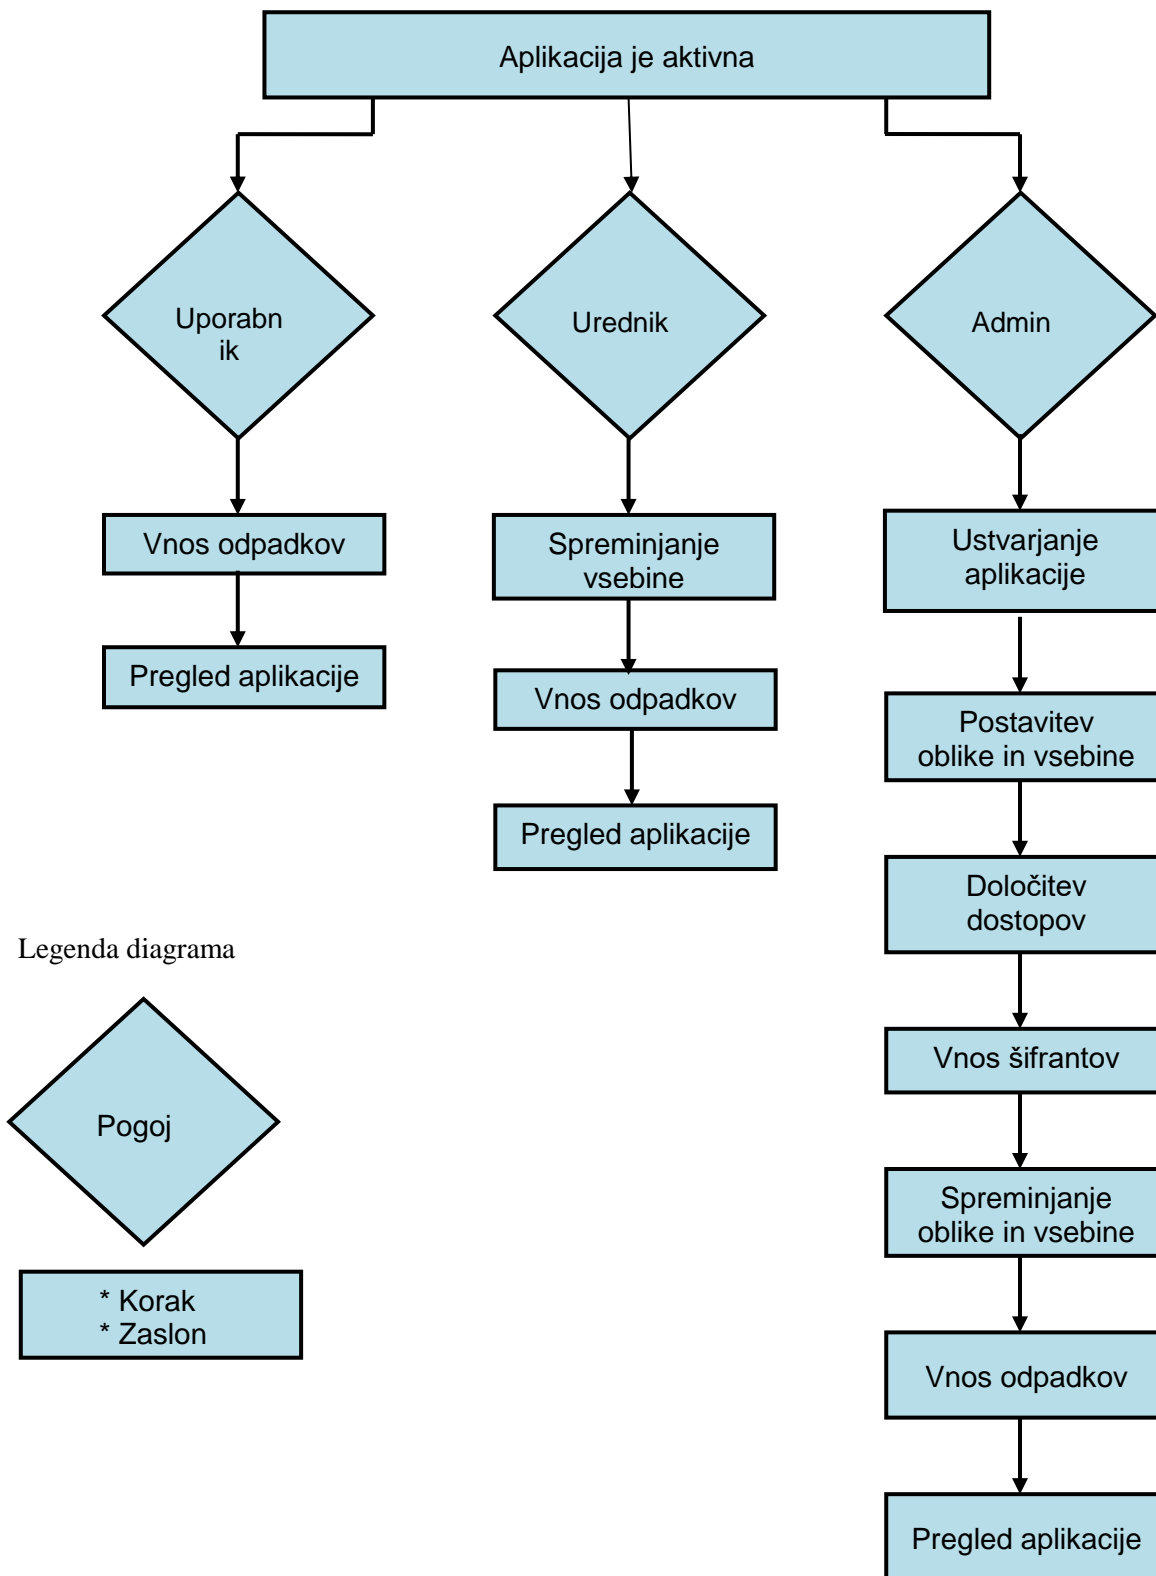 Aplikacija je aktivna
Uporabn
ik
Urednik
Admin
Vnos odpadkov
Pregled aplikacije
Spreminjanje
vsebine
Vnos odpadkov
Pregled aplikacije
Ustvarjanje
aplikacije
Postavitev
oblike in vsebine
Določitev
dostopov
Vnos šifrantov
Spreminjanje
oblike in vsebine
Vnos odpadkov
Pregled aplikacije
Legenda diagrama
Pogoj
* Korak
* Zaslon